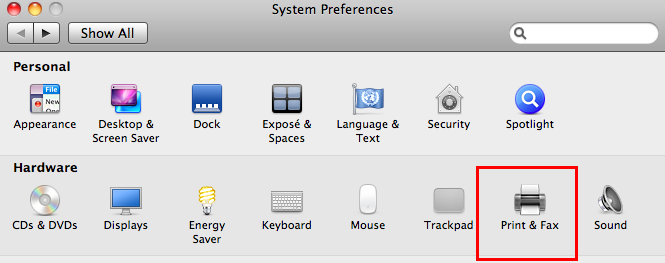 System Preferences
Show All
Personal
File
New
Appearance
Desktop &
Screen Saver
Dock
Exposé &
Spaces
Language &
Text
Security
Spotlight
Hardware
CDs & DVDs
Displays
Energy
Saver
Keyboard
Mouse
Trackpad
Print & Fax
Sound